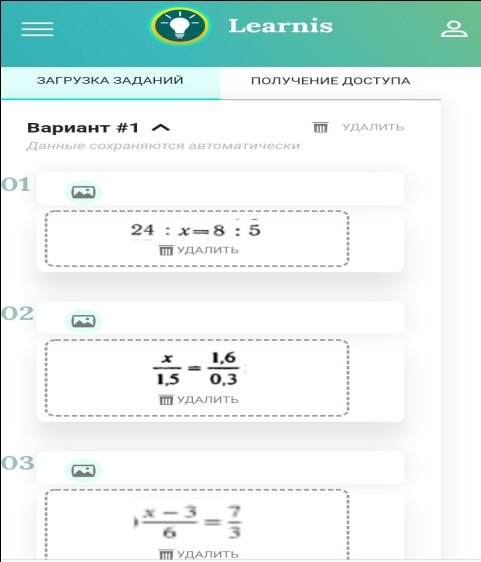 Learnis
ЗАГРУЗКА ЗАДАНИЙ ПОЛУЧЕНИЕ ДОСТУПА
Вариант #1 УДАЛИТЬ
Данные сохраняются автоматически
01
24 : x=8 : 5
УДАЛИТЬ
02
x/1,5 = 1,6/0,3
УДАЛИТЬ
03
)x − 3/6 = 7/3
УДАЛИТЬ